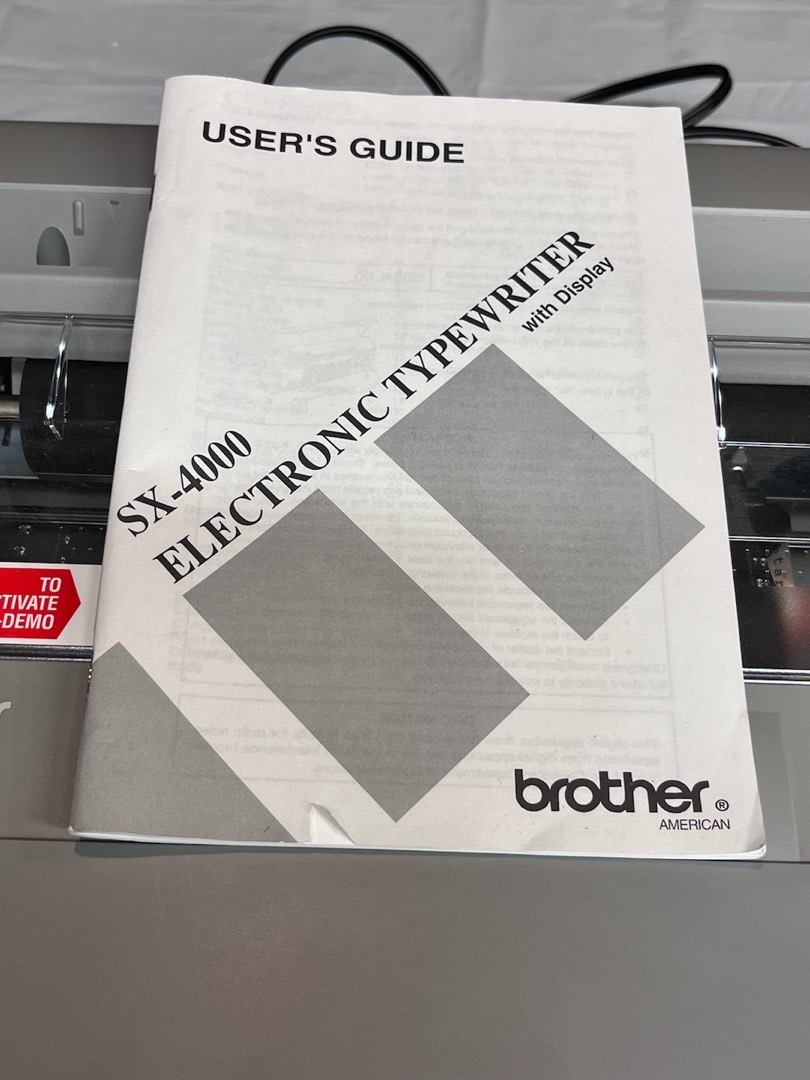 USER'S GUIDE
SX-4000
ELECTRONIC TYPEWRITER
with Display
TO
TIVATE
-DEMO
brother®
AMERICAN